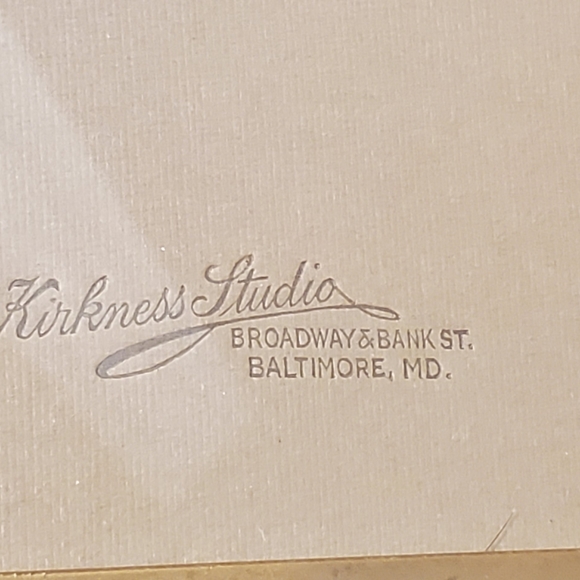 Kirkness Studio
BROADWAY & BANK ST.
BALTIMORE, MD.